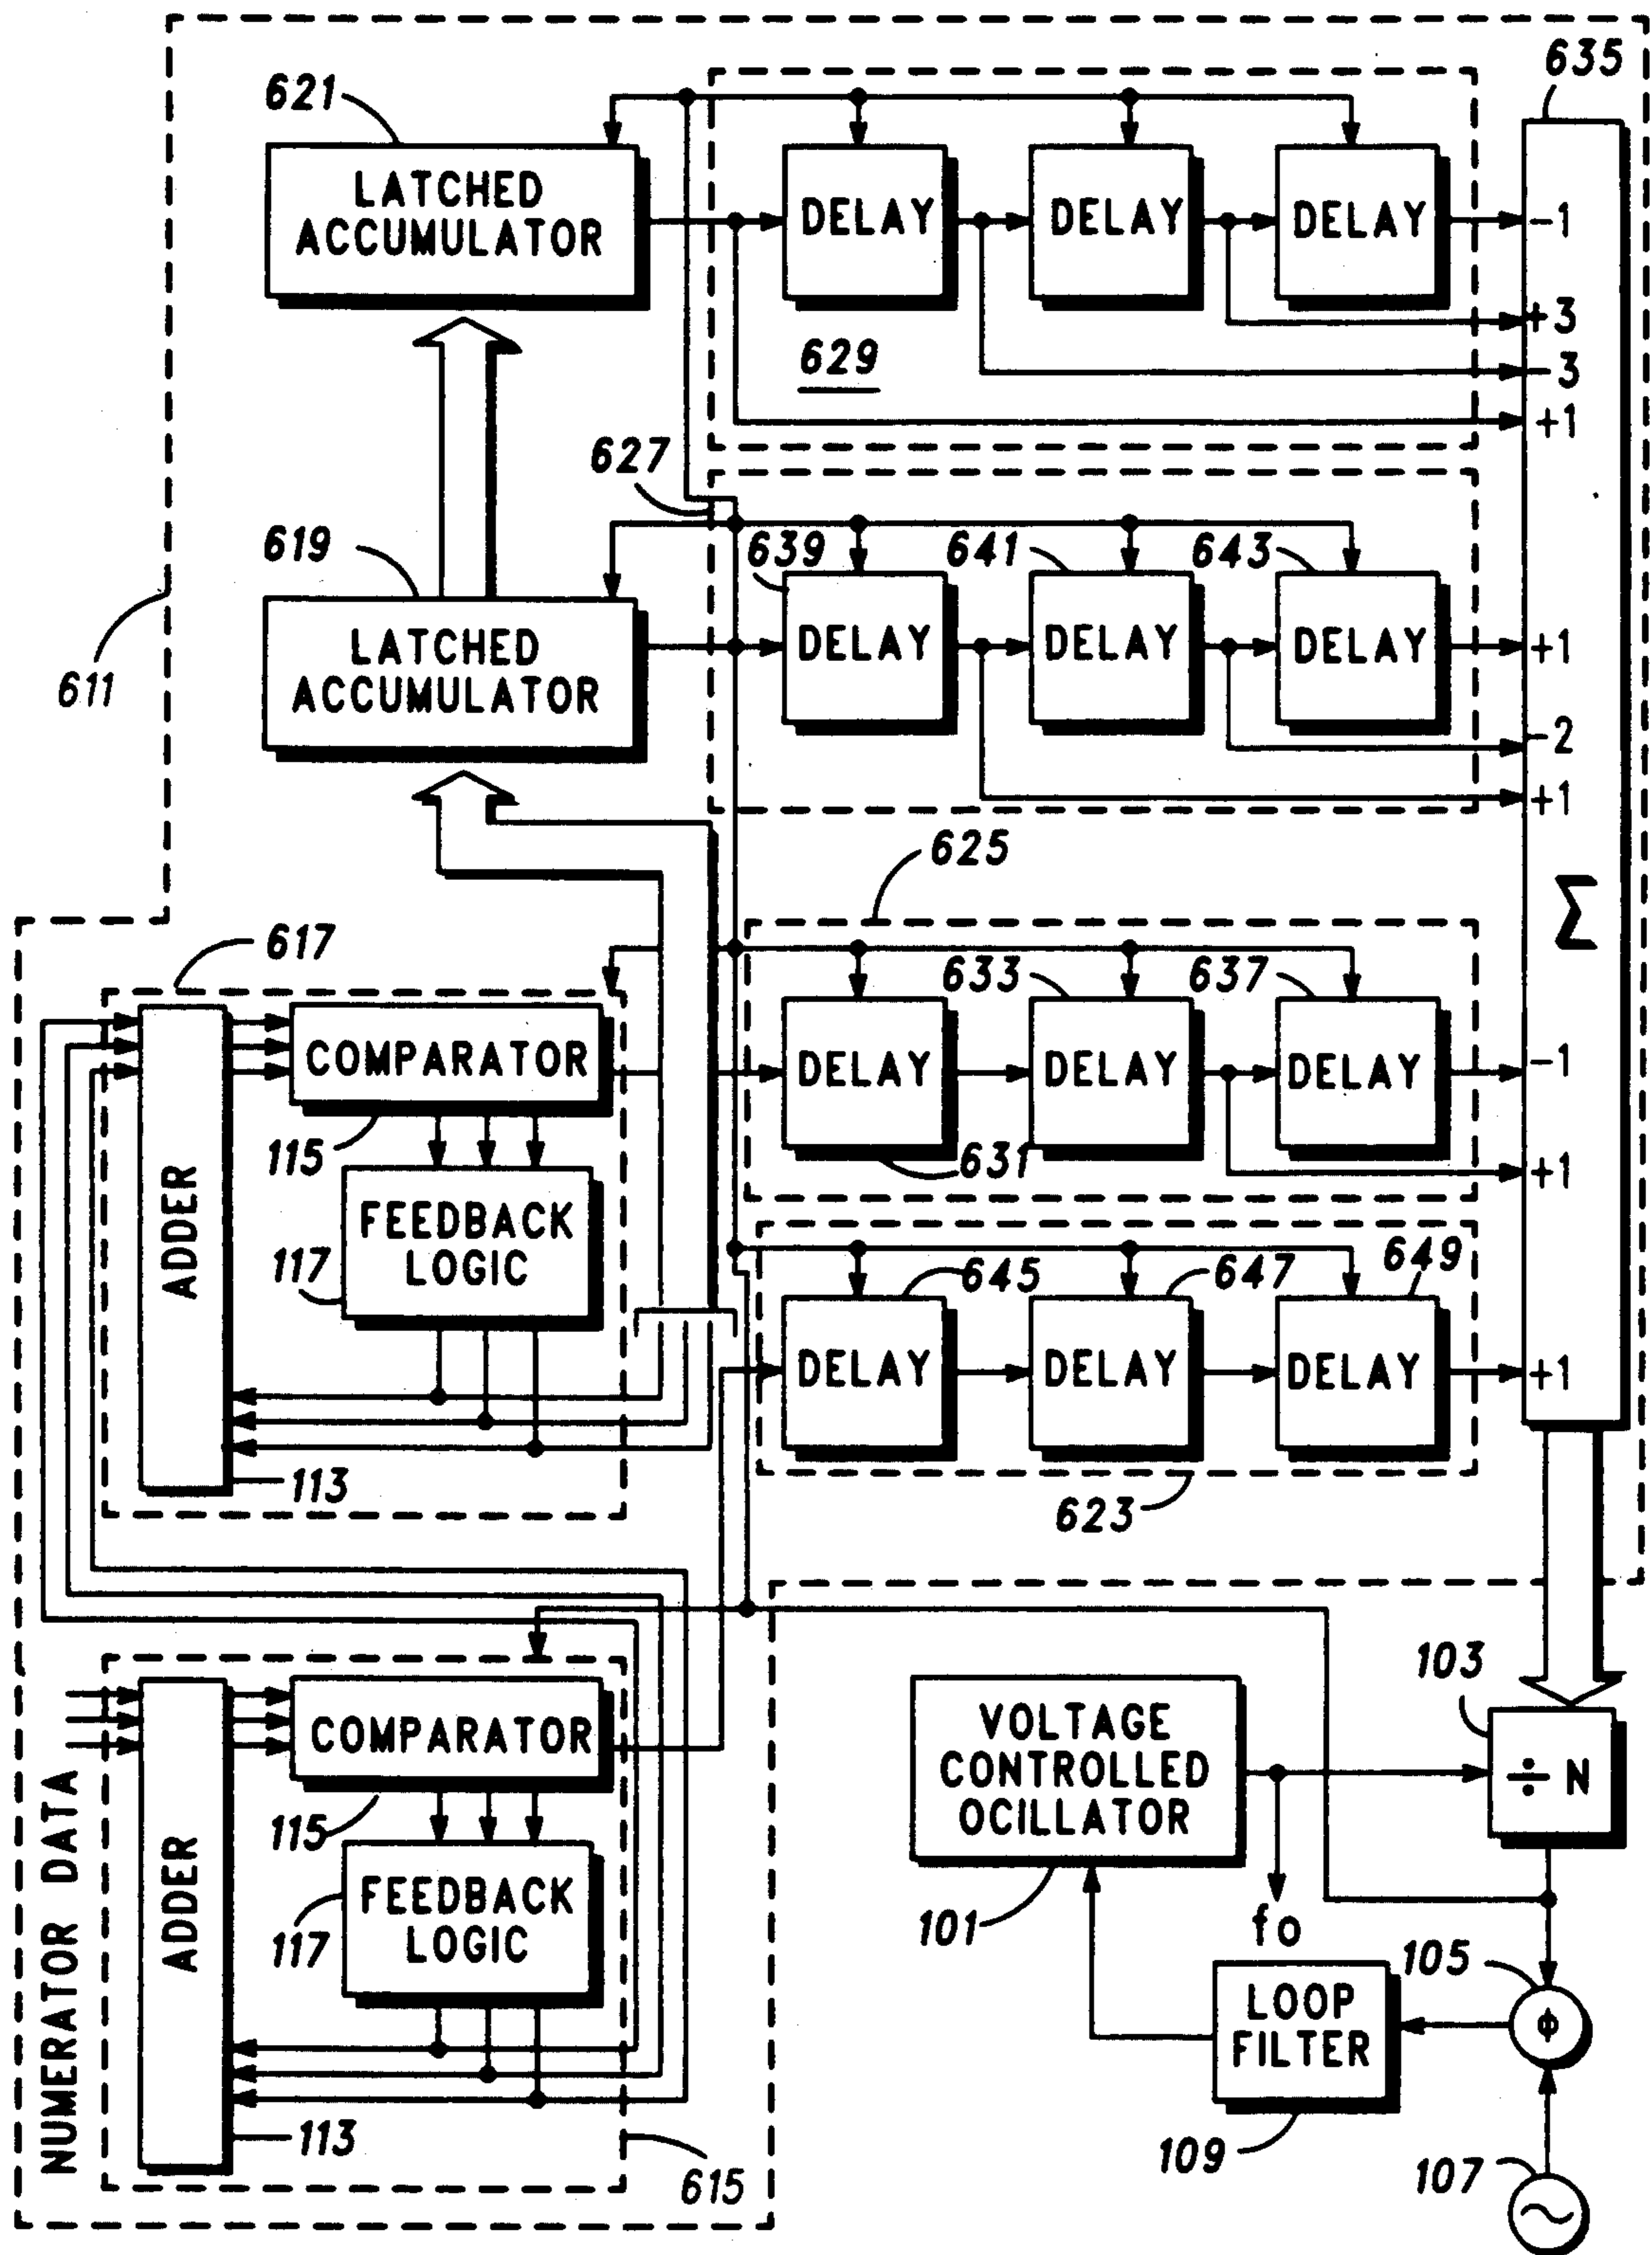 635
621
LATCHED
ACCUMULATOR
DELAY
DELAY
DELAY
-1
+3
-3
+1
629
627
619
639
641
643
LATCHED
ACCUMULATOR
DELAY
DELAY
DELAY
+1
-2
+1
611
625
Σ
617
633
637
COMPARATOR
DELAY
DELAY
DELAY
-1
115
631
+1
ADDER
FEEDBACK
LOGIC
117
645
647
649
DELAY
DELAY
DELAY
+1
113
623
103
COMPARATOR
VOLTAGE
CONTROLLED
OCILLATOR
÷ N
115
NUMERATOR DATA
ADDER
FEEDBACK
LOGIC
117
101
fo
105
LOOP
FILTER
ϕ
113
109
615
107